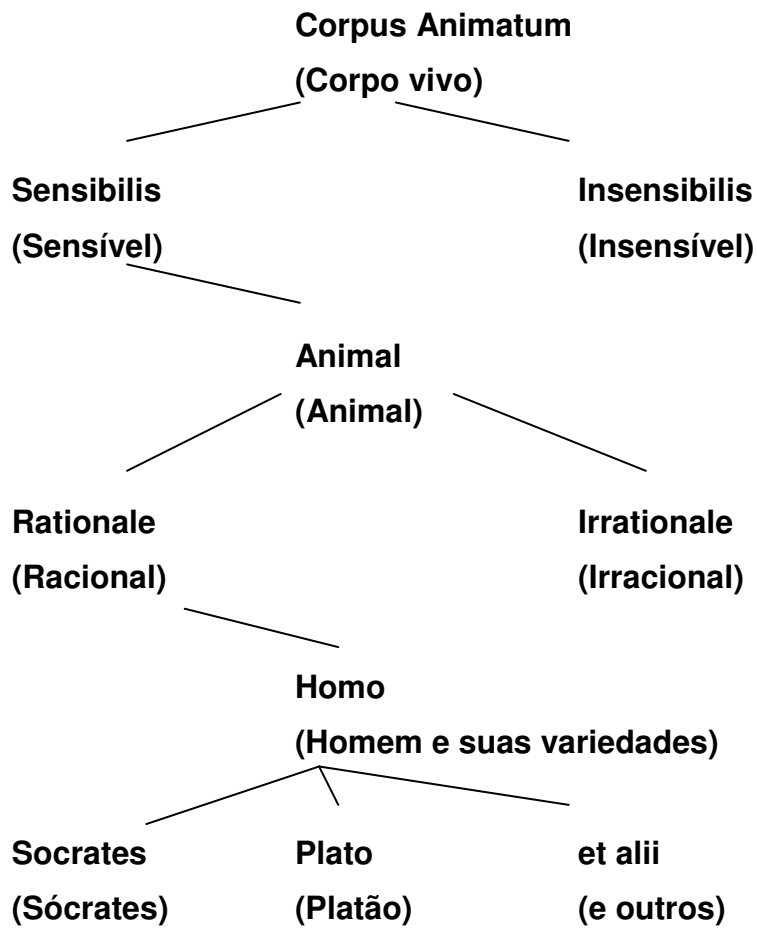 Corpus Animatum
(Corpo vivo)
Sensibilis
(Sensível)
Insensibilis
(Insensível)
Animal
(Animal)
Rationale
(Racional)
Irrationale
(Irracional)
Homo
(Homem e suas variedades)
Socrates
(Sócrates)
Plato
(Platão)
et alii
(e outros)